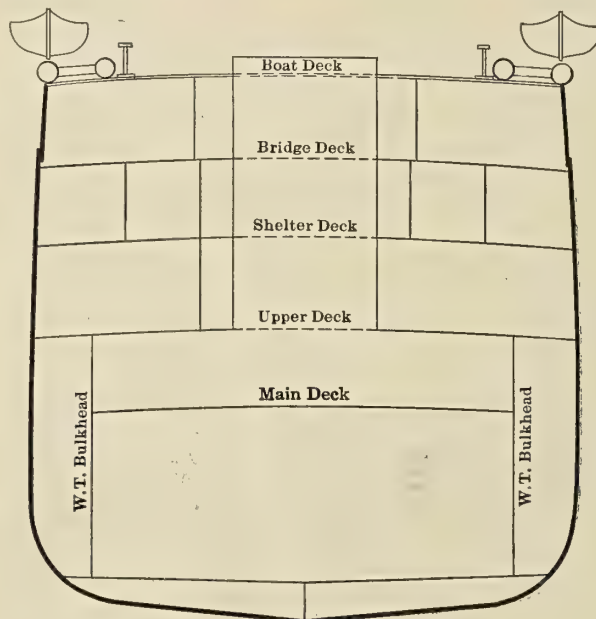 Boat Deck
Bridge Deck
Shelter Deck
Upper Deck
Main Deck
W.T. Bulkhead
W.T. Bulkhead